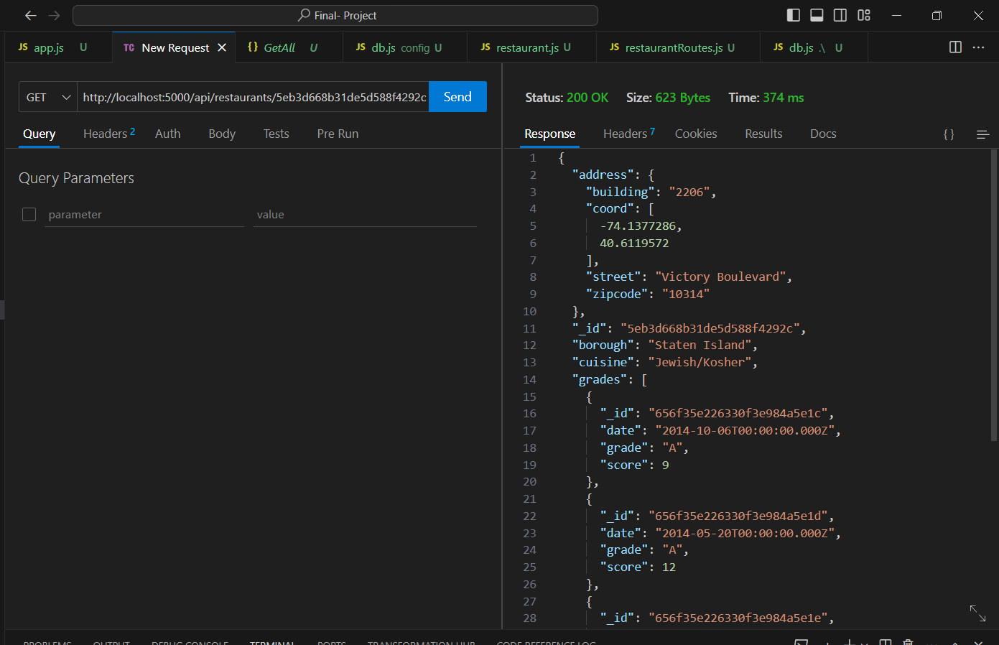 Final- Project
JS app.js U
TC New Request
{} GetAll U
JS db.js config U
JS restaurant.js U
JS restaurantRoutes.js U
JS db.js .\ U
GET http://localhost:5000/api/restaurants/5eb3d668b31de5d588f4292c Send
Query Headers 2 Auth Body Tests Pre Run
Query Parameters
parameter value
Status: 200 OK Size: 623 Bytes Time: 374 ms
Response Headers 7 Cookies Results Docs {}
1 {
2 "address": {
3 "building": "2206",
4 "coord": [
5 -74.1377286,
6 40.6119572
7 ],
8 "street": "Victory Boulevard",
9 "zipcode": "10314"
10 },
11 "_id": "5eb3d668b31de5d588f4292c",
12 "borough": "Staten Island",
13 "cuisine": "Jewish/Kosher",
14 "grades": [
15 {
16 "_id": "656f35e226330f3e984a5e1c",
17 "date": "2014-10-06T00:00:00.000Z",
18 "grade": "A",
19 "score": 9
20 },
21 {
22 "_id": "656f35e226330f3e984a5e1d",
23 "date": "2014-05-20T00:00:00.000Z",
24 "grade": "A",
25 "score": 12
26 },
27 {
28 "_id": "656f35e226330f3e984a5e1e",
PROBLEMS OUTPUT DEBUG CONSOLE TERMINAL PORTS TRANSFORMATION HUB CODE REFERENCE LOG